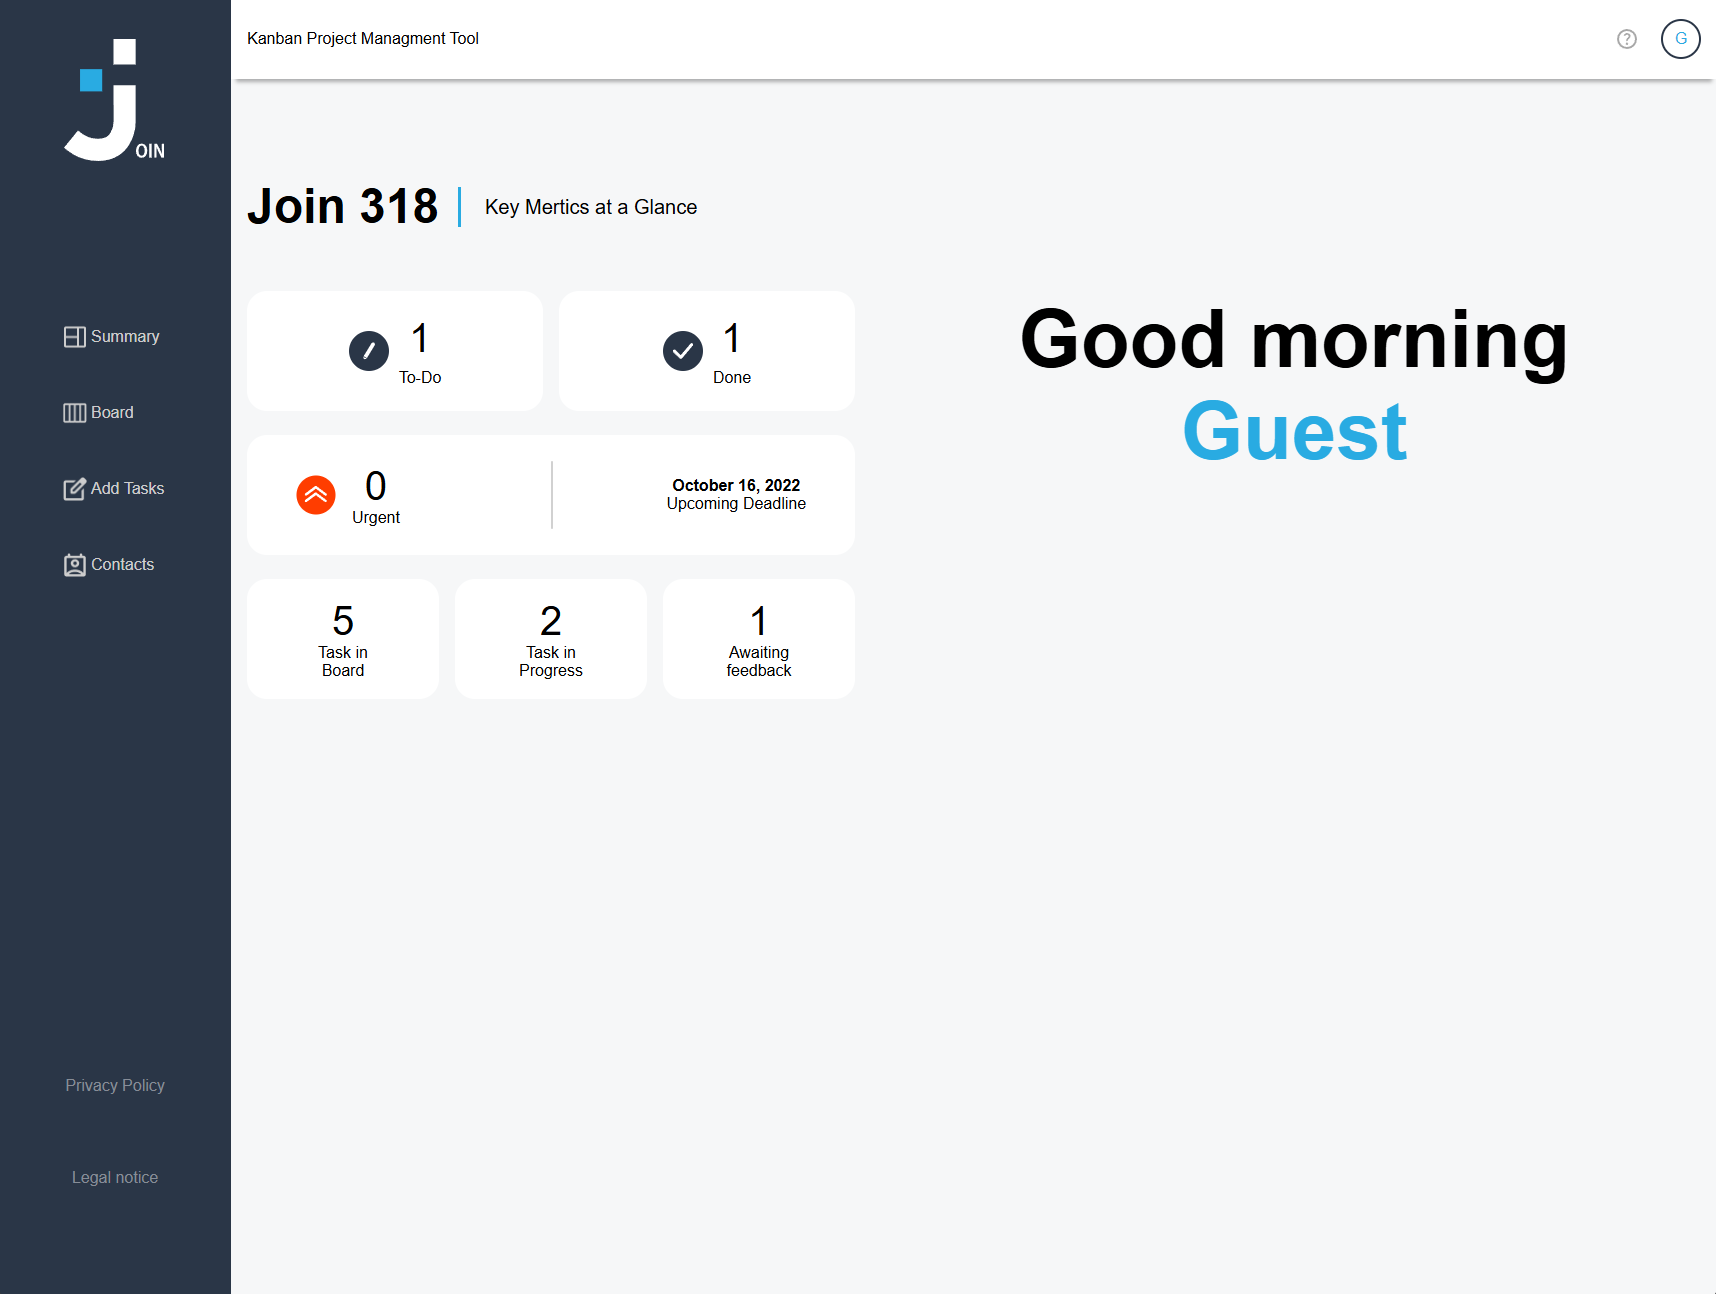 OIN
Kanban Project Managment Tool
G
Join 318
Key Mertics at a Glance
Summary
Board
Add Tasks
Contacts
Privacy Policy
Legal notice
1
To-Do
1
Done
0
Urgent
October 16, 2022
Upcoming Deadline
5
Task in
Board
2
Task in
Progress
1
Awaiting
feedback
Good morning
Guest